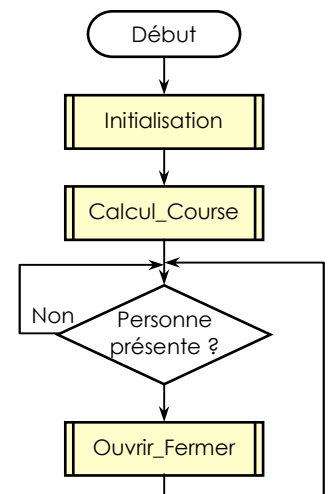 Début
Initialisation
Calcul_Course
Non
Personne
présente ?
Ouvrir_Fermer